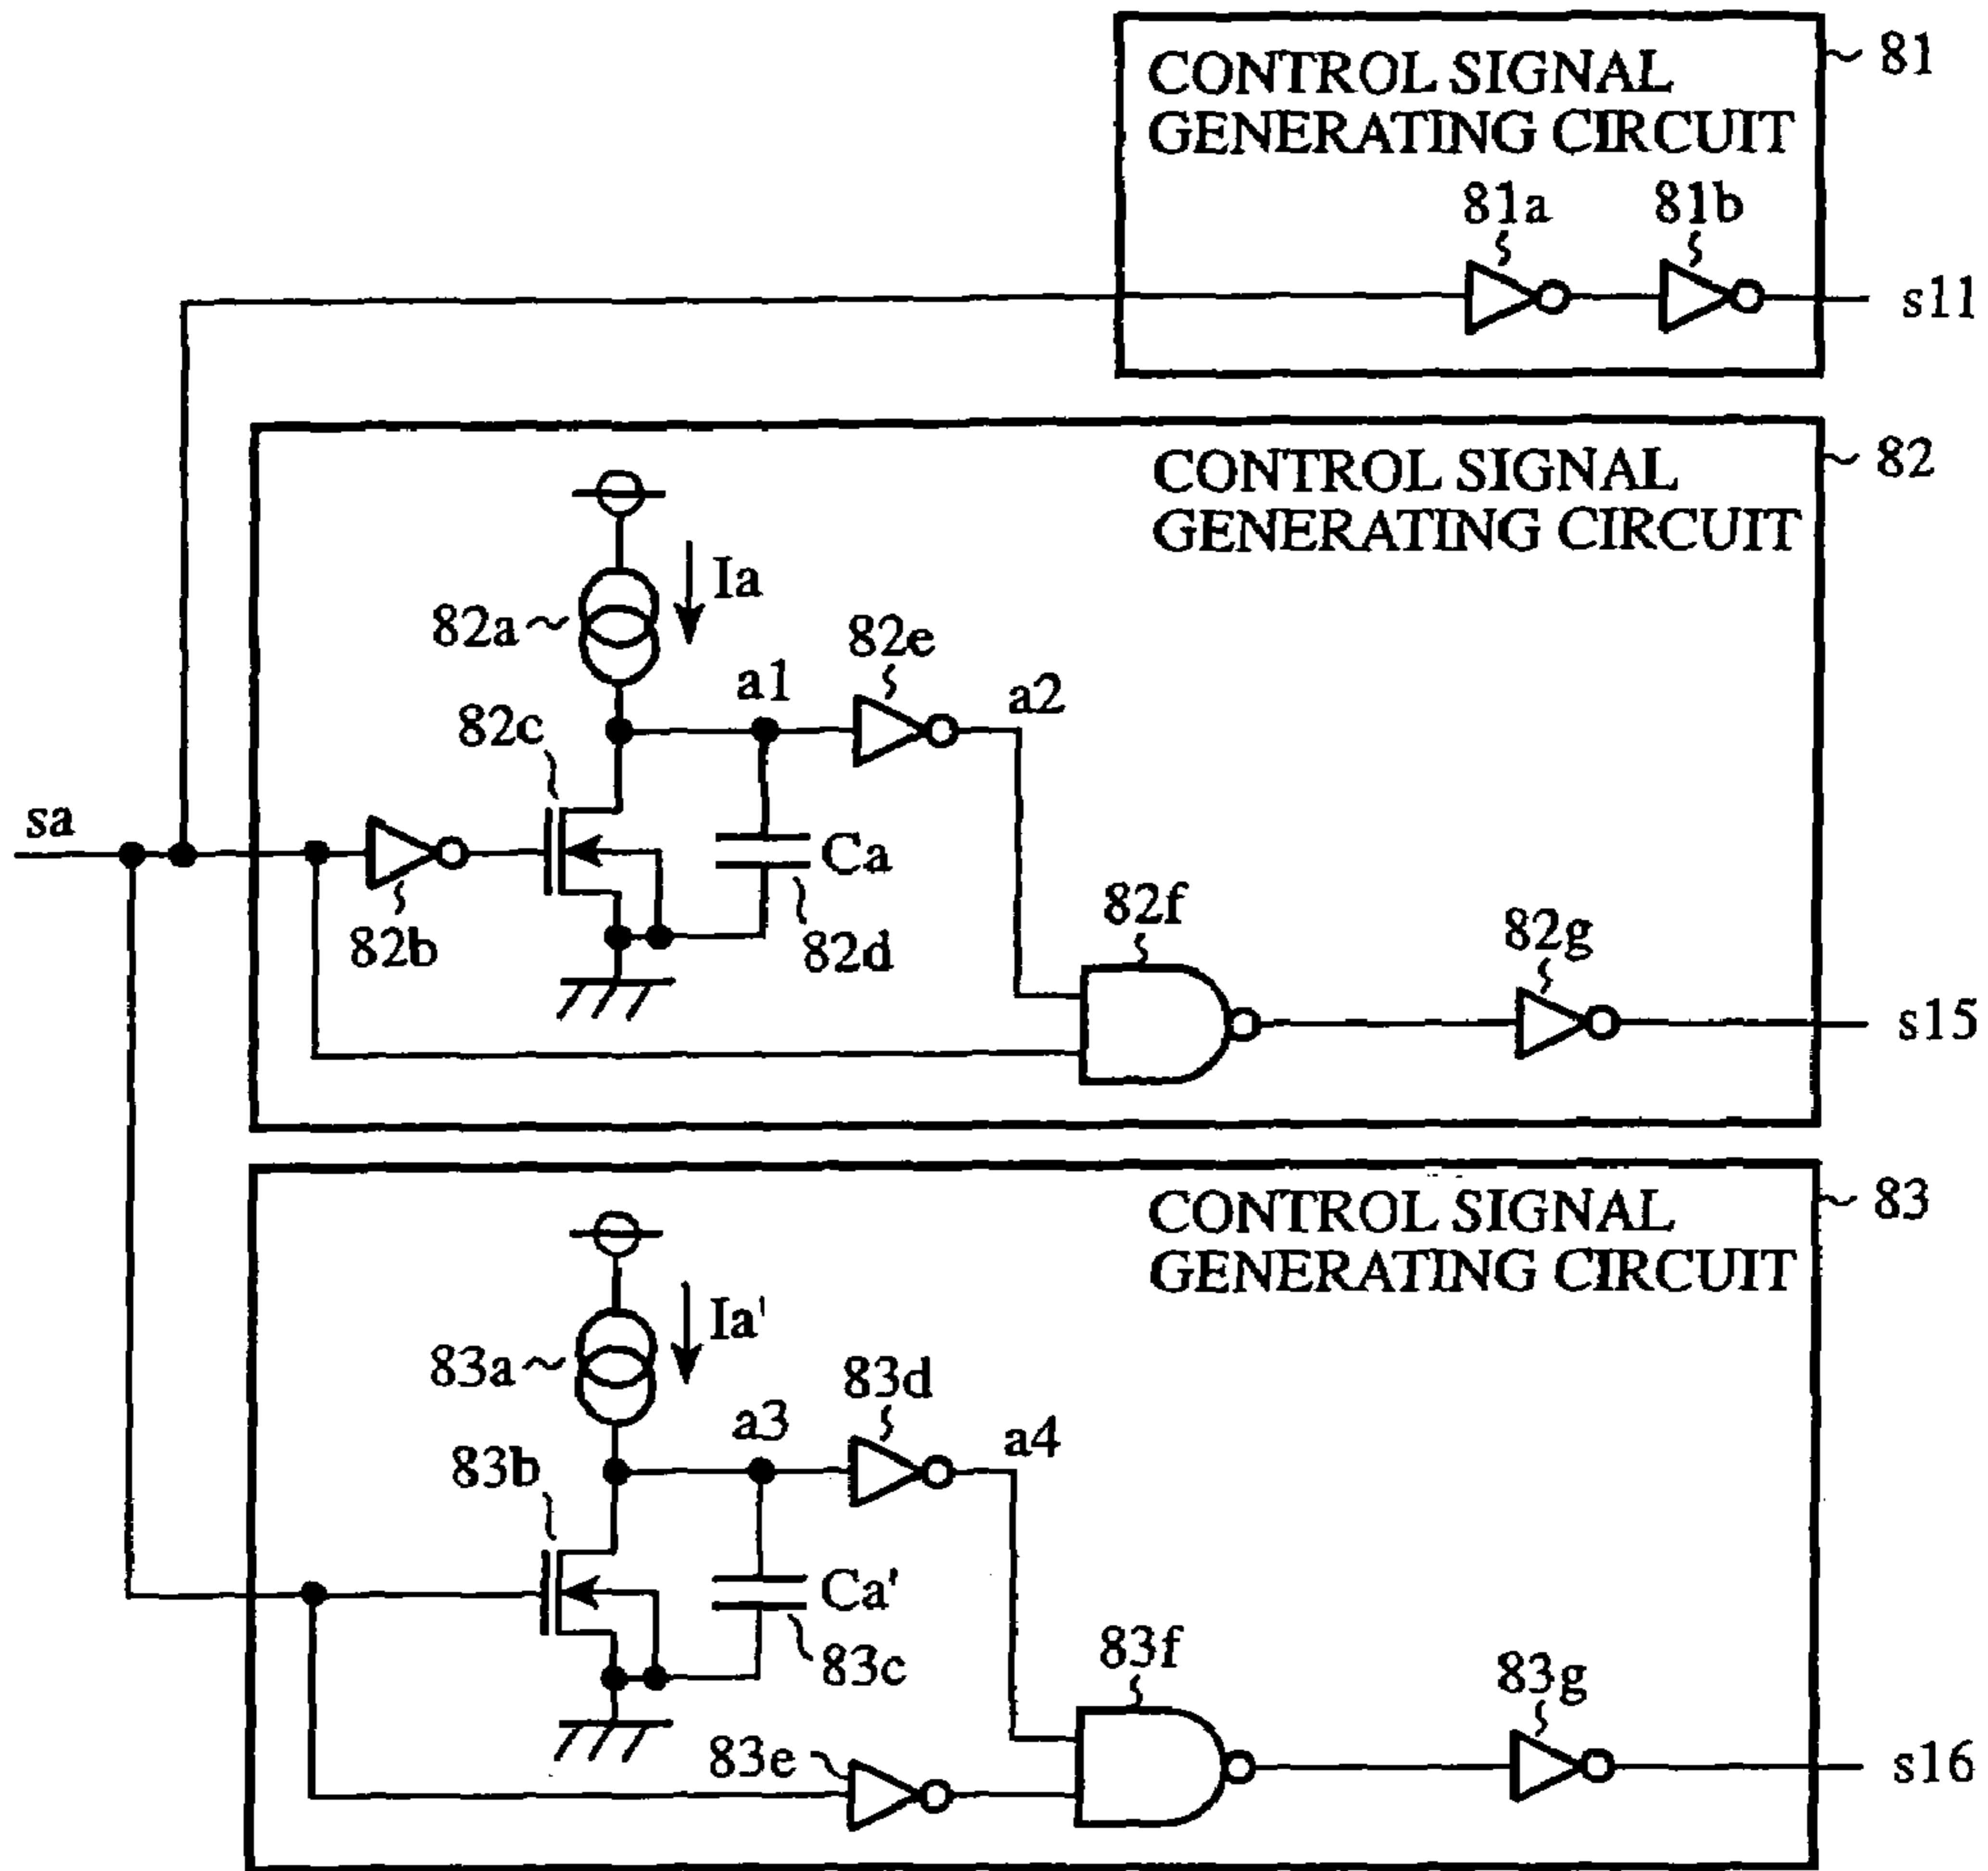 CONTROL SIGNAL
GENERATING CIRCUIT
81
81a
81b
s11
CONTROL SIGNAL
GENERATING CIRCUIT
82
Ia
82a
82e
a1
a2
82c
sa
Ca
82b
82d
82f
82g
s15
CONTROL SIGNAL
GENERATING CIRCUIT
83
Ia'
83a
83d
a3
a4
83b
Ca'
83c
83f
83g
83e
s16